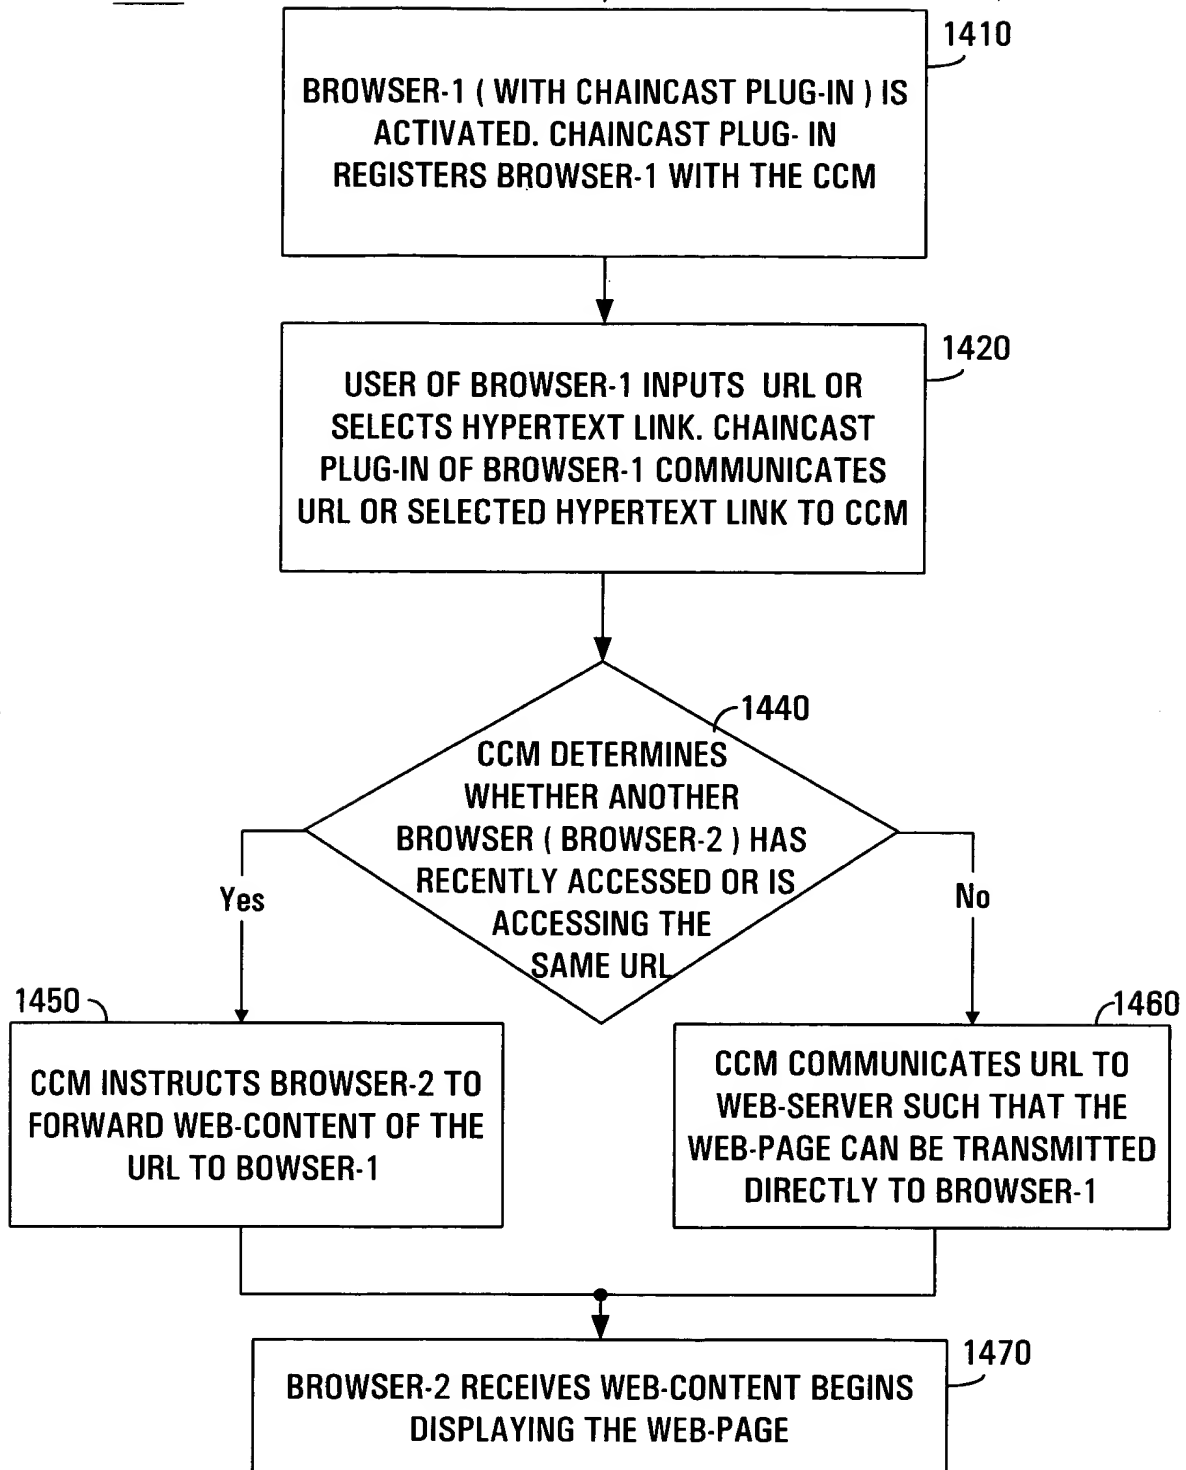 1410
BROWSER-1 ( WITH CHAINCAST PLUG-IN ) IS
ACTIVATED. CHAINCAST PLUG- IN
REGISTERS BROWSER-1 WITH THE CCM
1420
USER OF BROWSER-1 INPUTS URL OR
SELECTS HYPERTEXT LINK. CHAINCAST
PLUG-IN OF BROWSER-1 COMMUNICATES
URL OR SELECTED HYPERTEXT LINK TO CCM
1440
CCM DETERMINES
WHETHER ANOTHER
BROWSER ( BROWSER-2 ) HAS
RECENTLY ACCESSED OR IS
ACCESSING THE
SAME URL
Yes
No
1450
CCM INSTRUCTS BROWSER-2 TO
FORWARD WEB-CONTENT OF THE
URL TO BOWSER-1
1460
CCM COMMUNICATES URL TO
WEB-SERVER SUCH THAT THE
WEB-PAGE CAN BE TRANSMITTED
DIRECTLY TO BROWSER-1
1470
BROWSER-2 RECEIVES WEB-CONTENT BEGINS
DISPLAYING THE WEB-PAGE